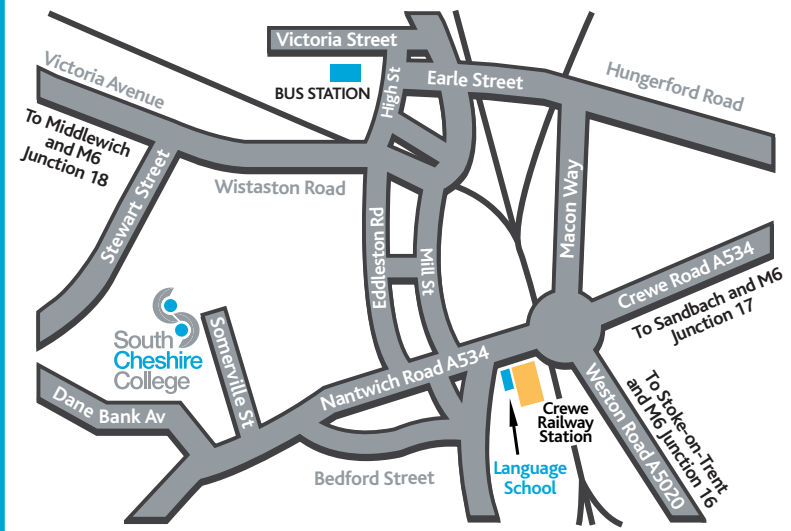 Victoria Street
Victoria Avenue
BUS STATION
High St
Earle Street
Hungerford Road
To Middlewich
and M6
Junction 18
Stewart Street
Wistaston Road
Eddleston Rd
Mill St
Macon Way
Crewe Road A534
To Sandbach and M6
Junction 17
South
Cheshire
College
Somerville St
Nantwich Road A534
Dane Bank Av
Crewe
Railway
Station
Weston Road A5020
To Stoke-on-Trent
and M6 Junction 16
Bedford Street
Language
School